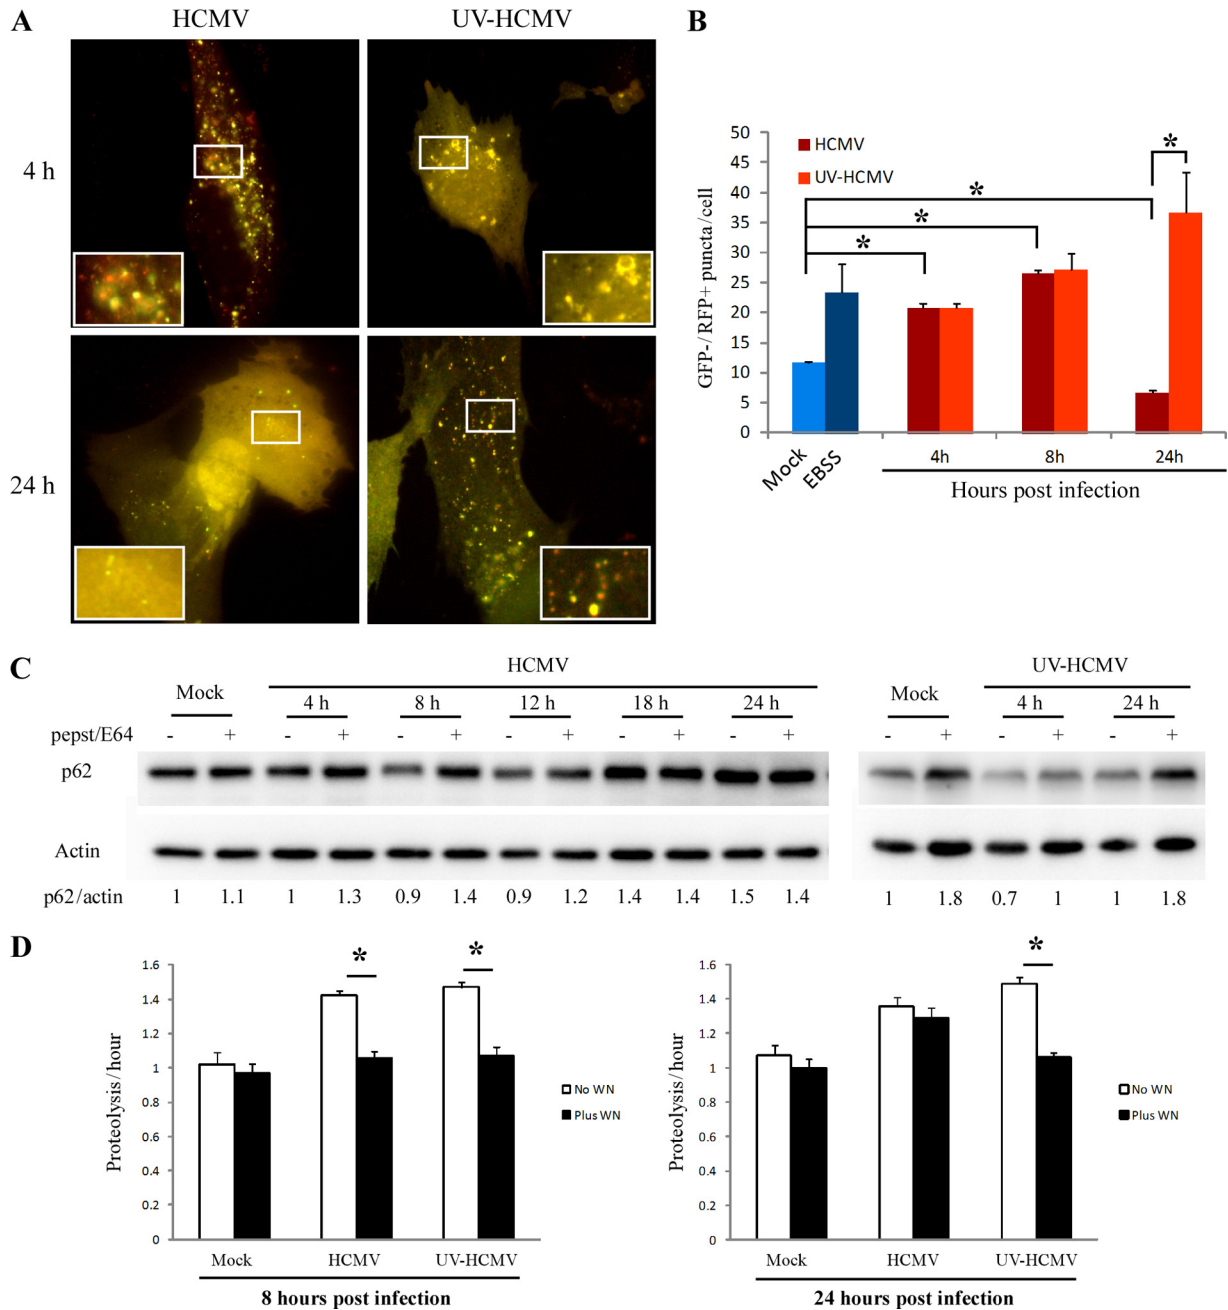 A
HCMV
UV-HCMV
4 h
24 h
B
50
45
40
35
30
25
20
15
10
5
0
GFP-/RFP+ puncta/cell
HCMV
UV-HCMV
*
*
*
*
Mock
EBSS
4h
8h
24h
Hours post infection
C
HCMV
UV-HCMV
Mock
4 h
8 h
12 h
18 h
24 h
Mock
4 h
24 h
pepst/E64
- + - + - + - + - + - +
- + - + - +
p62
Actin
p62/actin
1 1.1 1 1.3 0.9 1.4 0.9 1.2 1.4 1.4 1.5 1.4
1 1.8 0.7 1 1 1.8
D
1.6
1.4
1.2
1
0.8
0.6
0.4
0.2
0
Proteolysis/hour
*
*
No WN
Plus WN
Mock
HCMV
UV-HCMV
8 hours post infection
1.6
1.4
1.2
1
0.8
0.6
0.4
0.2
0
Proteolysis/hour
*
No WN
Plus WN
Mock
HCMV
UV-HCMV
24 hours post infection